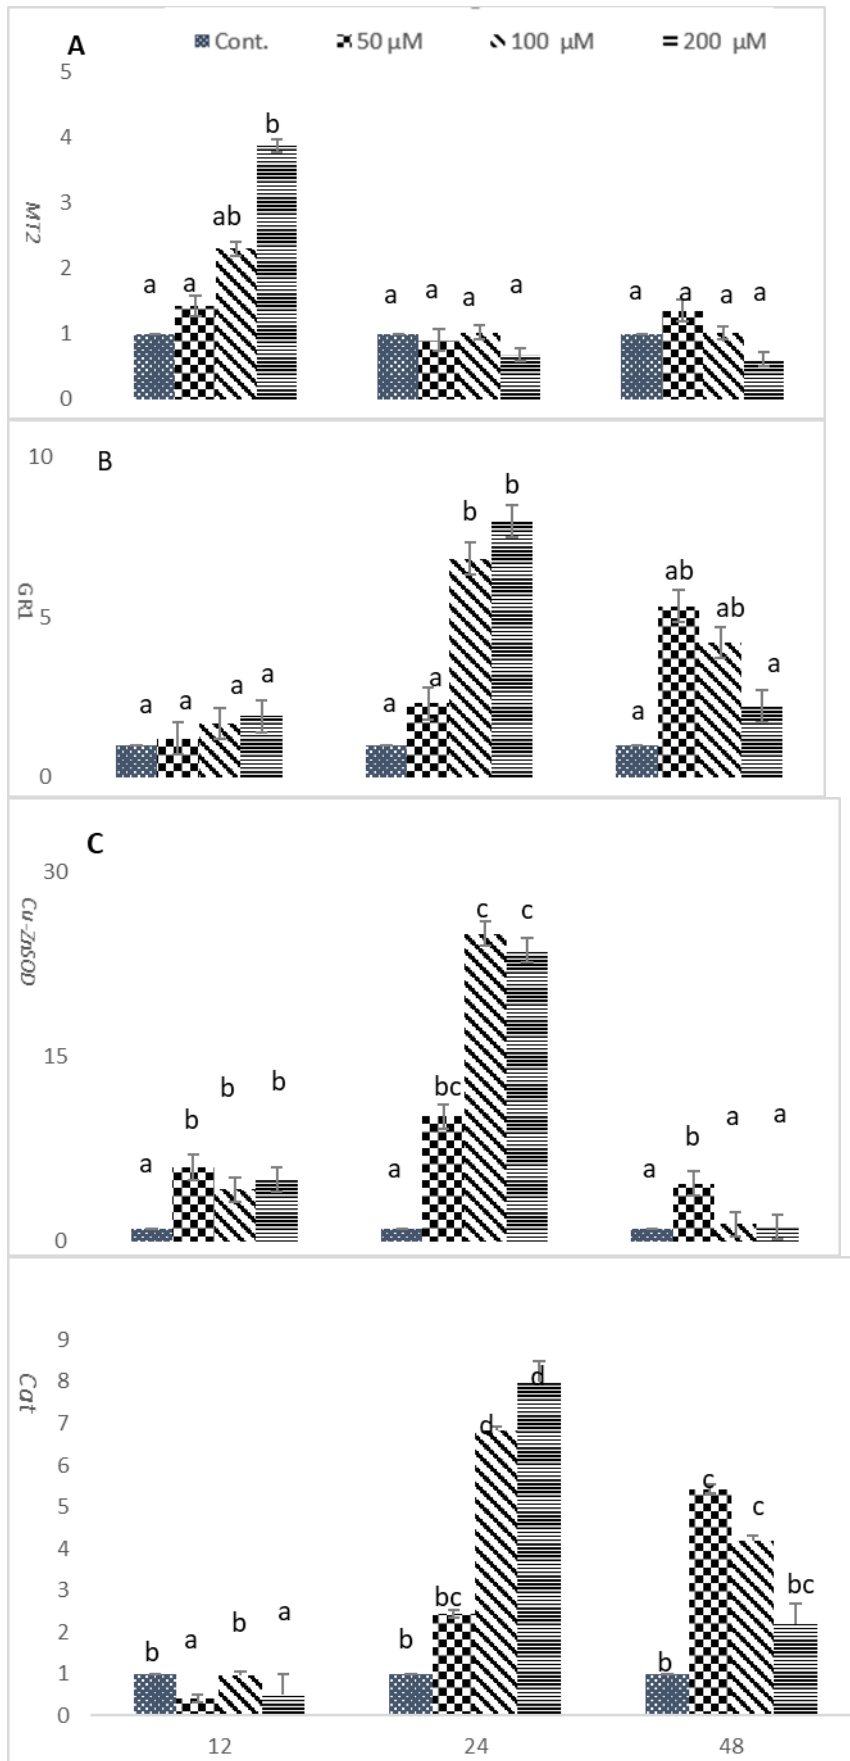 A
Cont. 50 µM 100 µM 200 µM
5
4
3
2
1
0
MT2
a a ab b
a a a a
a a a a
B
10
5
0
GR1
a a a a
a a b b
a ab ab a
C
30
15
0
Cu-ZnSOD
a b b b
a bc c c
a b a a
9
8
7
6
5
4
3
2
1
0
Cat
b a b a
b bc d d
b c c bc
12 24 48